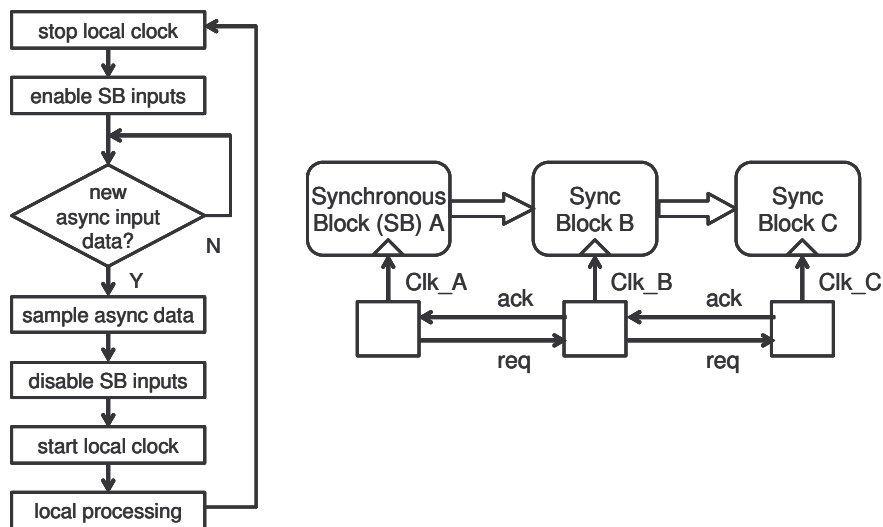 stop local clock
enable SB inputs
new
async input
data?
N
Y
sample async data
disable SB inputs
start local clock
local processing
Synchronous
Block (SB) A
Sync
Block B
Sync
Block C
Clk_A
Clk_B
Clk_C
ack
ack
req
req